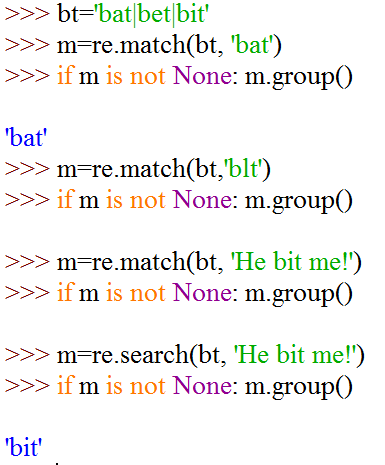 >>> bt='bat|bet|bit'
>>> m=re.match(bt, 'bat')
>>> if m is not None: m.group()
'bat'
>>> m=re.match(bt,'blt')
>>> if m is not None: m.group()
>>> m=re.match(bt, 'He bit me!')
>>> if m is not None: m.group()
>>> m=re.search(bt, 'He bit me!')
>>> if m is not None: m.group()
'bit'